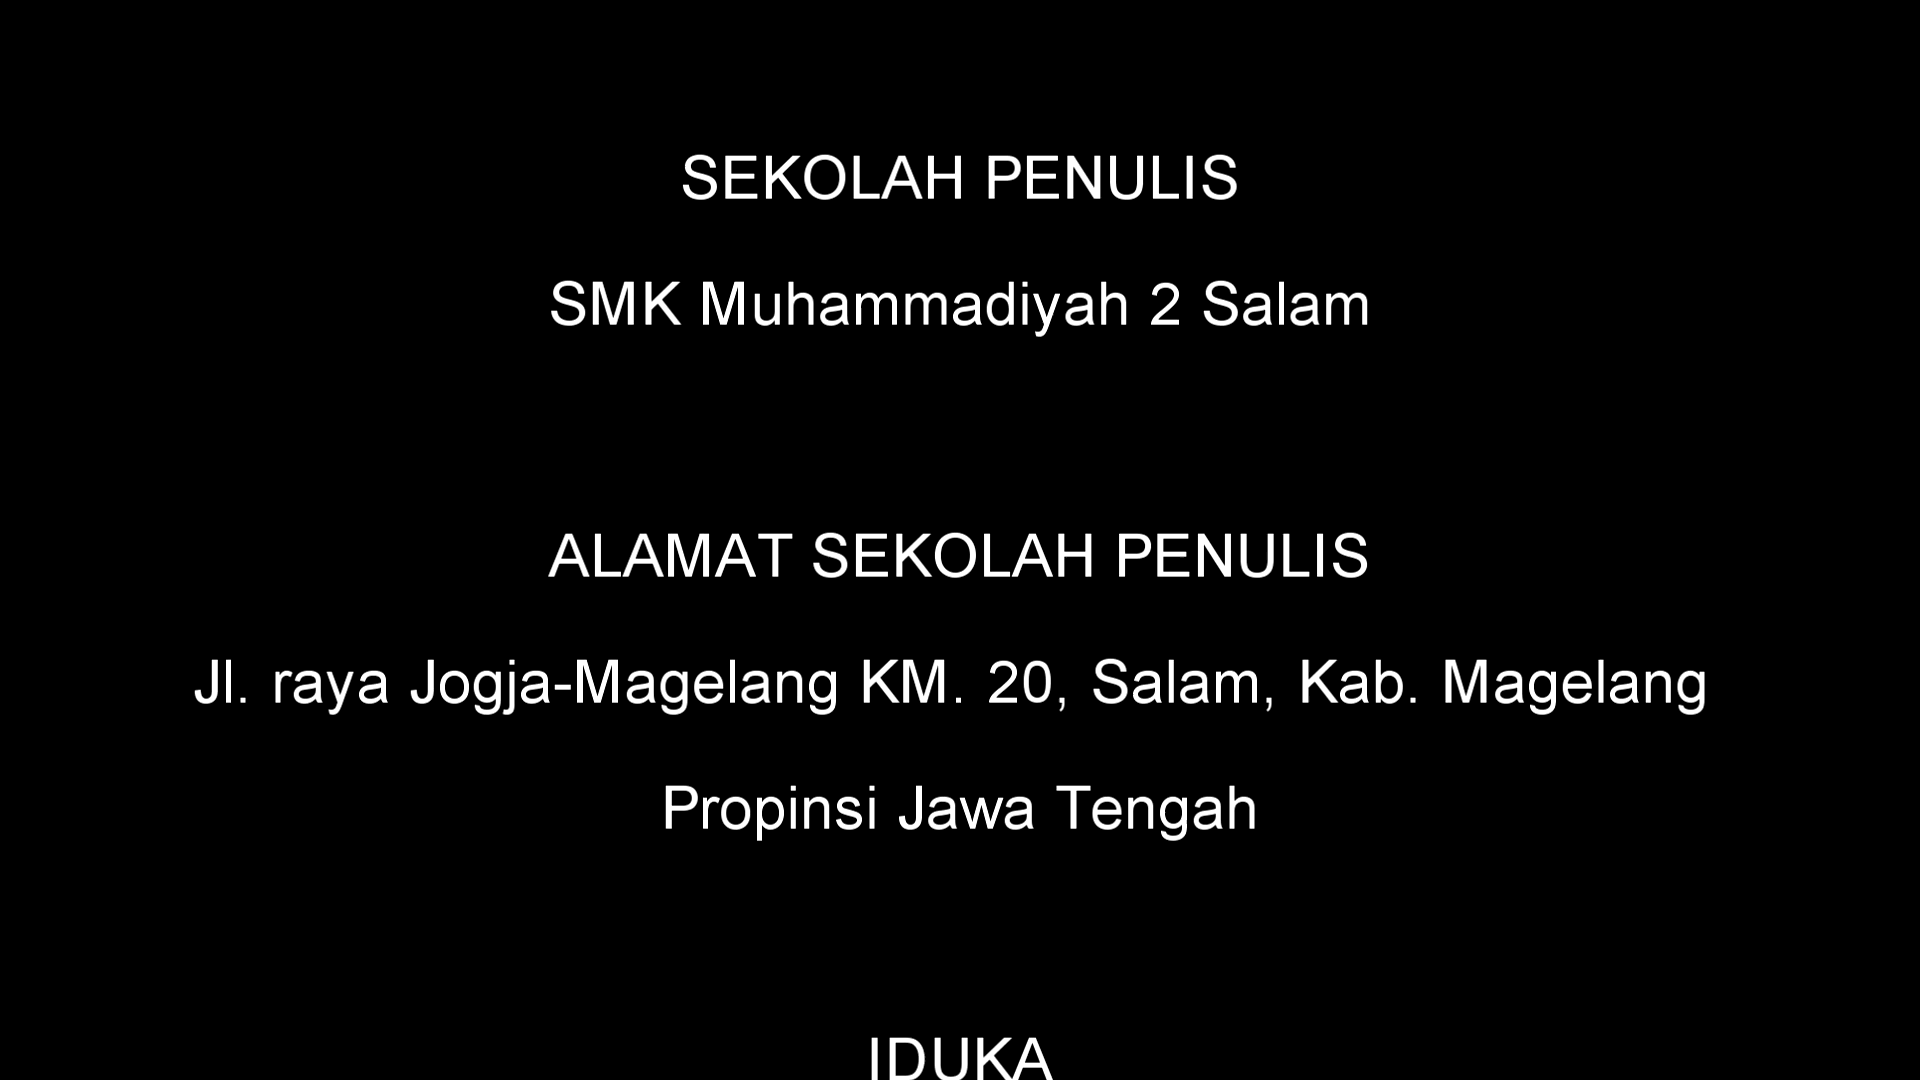 SEKOLAH PENULIS
SMK Muhammadiyah 2 Salam
ALAMAT SEKOLAH PENULIS
Jl. raya Jogja-Magelang KM. 20, Salam, Kab. Magelang
Propinsi Jawa Tengah
IDUKA